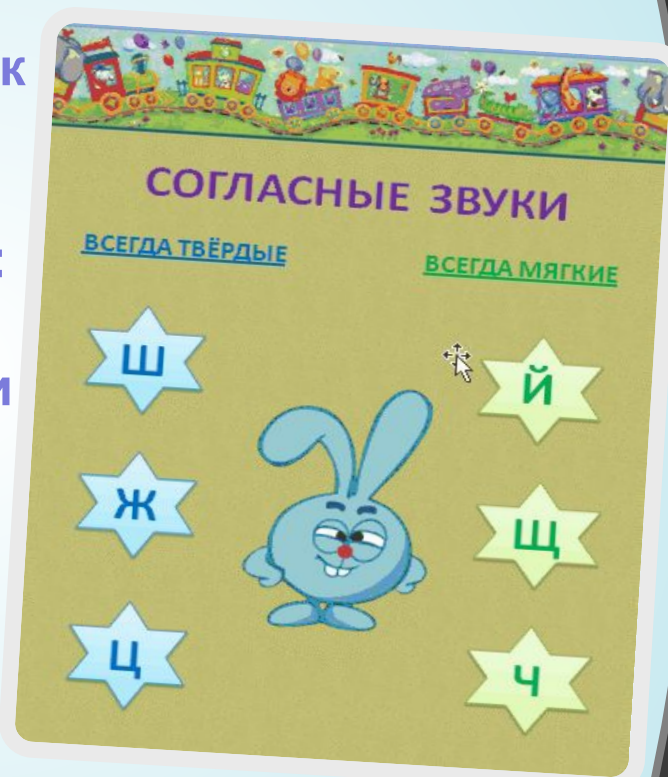 к
и
СОГЛАСНЫЕ ЗВУКИ
ВСЕГДА ТВЁРДЫЕ
ВСЕГДА МЯГКИЕ
Ш
Й
Ж
Щ
Ц
Ч